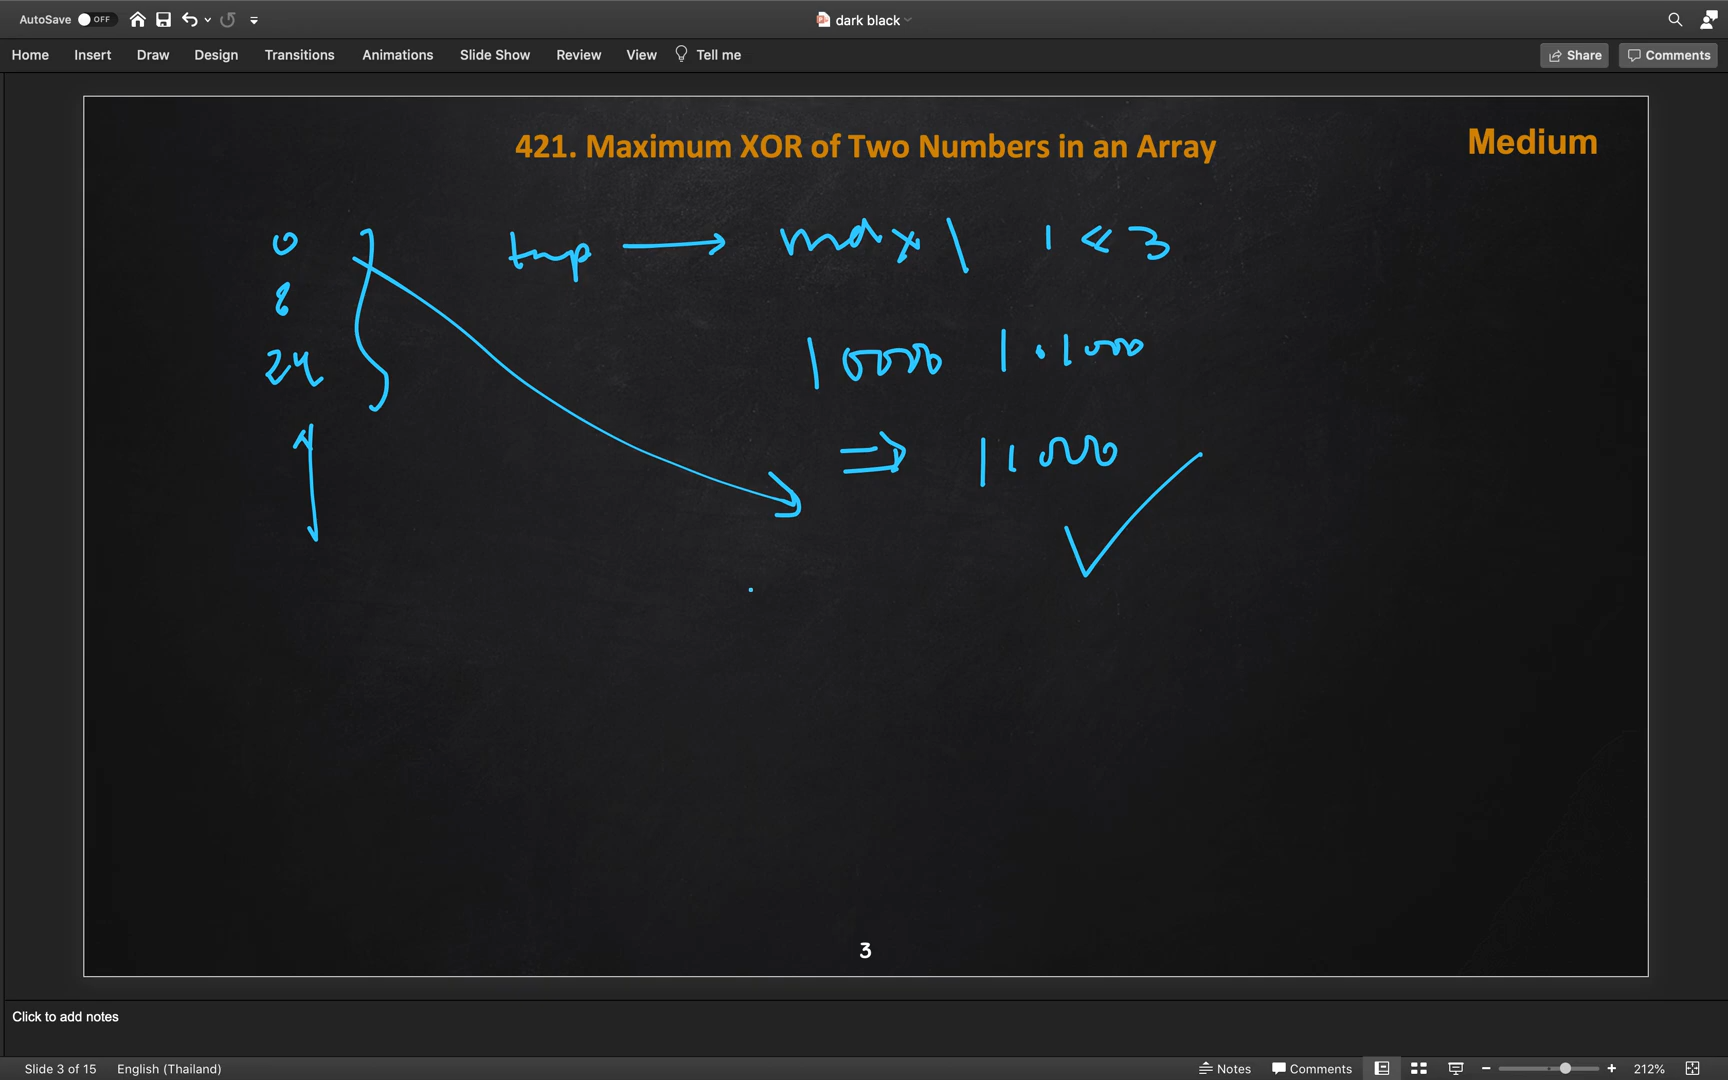 AutoSave OFF dark black
Home Insert Draw Design Transitions Animations Slide Show Review View Tell me Share Comments
421. Maximum XOR of Two Numbers in an Array Medium
0 tmp → max | 1 << 3
8
10000 | 01000
24
⇒ 11000
3
Click to add notes
Slide 3 of 15 English (Thailand) Notes Comments 212%